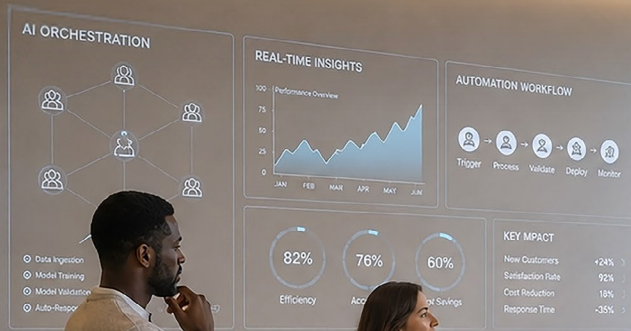 AI ORCHESTRATION
Data Ingestion
Model Training
Model Validation
REAL-TIME INSIGHTS
Performance Overview
100
75
50
25
0
JAN FEB MAR APR MAY JUN
AUTOMATION WORKFLOW
Trigger Process Validate Deploy Monitor
82% 76% 60%
Efficiency
Savings
KEY IMPACT
New Customers +24%
Satisfaction Rate 92%
Cost Reduction 18%
Response Time -35%